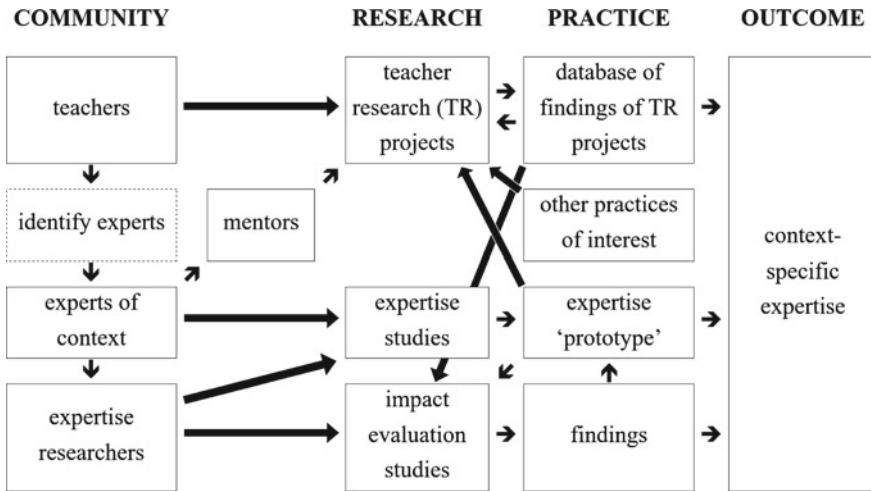 COMMUNITY RESEARCH PRACTICE OUTCOME
teachers
teacher
research (TR)
projects
database of
findings of TR
projects
identify experts
mentors
other practices
of interest
context-
specific
expertise
experts of
context
expertise
studies
expertise
‘prototype’
expertise
researchers
impact
evaluation
studies
findings